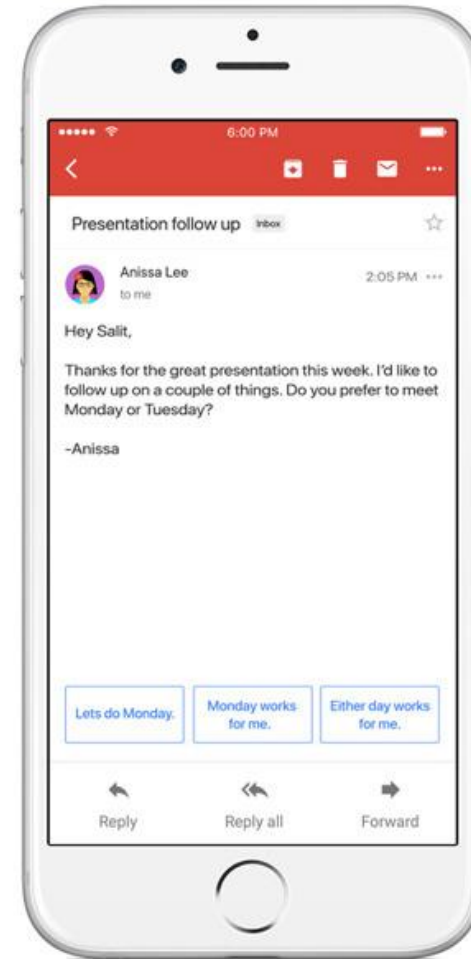 6:00 PM
Presentation follow up Inbox
Anissa Lee 2:05 PM
to me
Hey Salit,
Thanks for the great presentation this week. I'd like to
follow up on a couple of things. Do you prefer to meet
Monday or Tuesday?
-Anissa
Lets do Monday.
Monday works
for me.
Either day works
for me.
Reply Reply all Forward